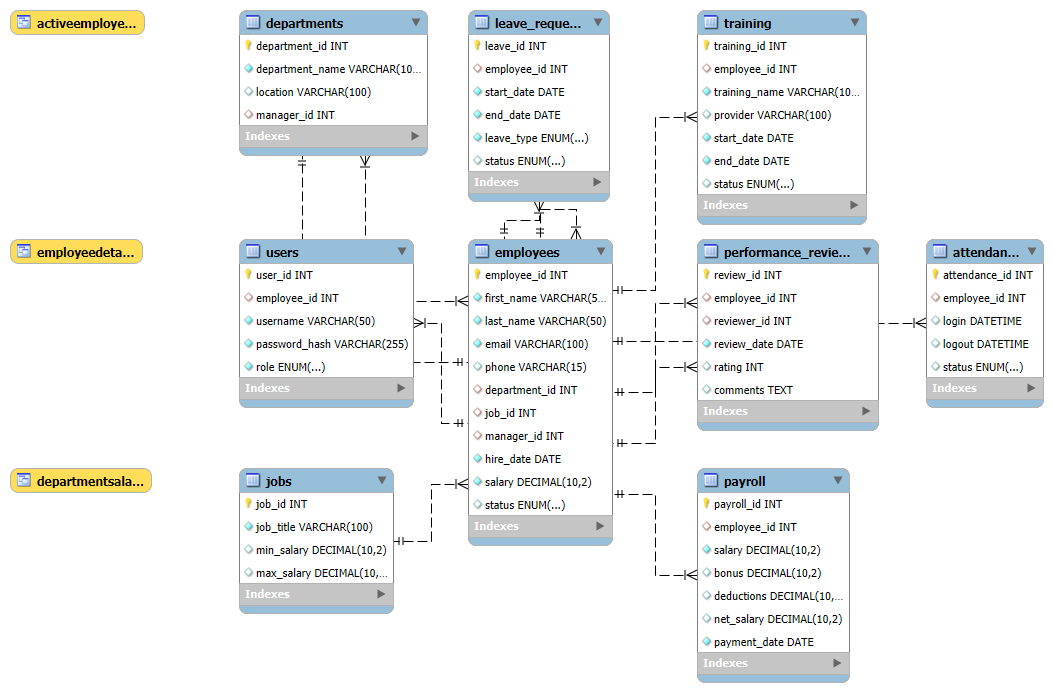 activeemploye...
departments
department_id INT
department_name VARCHAR(10...
location VARCHAR(100)
manager_id INT
Indexes
leave_reque...
leave_id INT
employee_id INT
start_date DATE
end_date DATE
leave_type ENUM(...)
status ENUM(...)
Indexes
training
training_id INT
employee_id INT
training_name VARCHAR(10...
provider VARCHAR(100)
start_date DATE
end_date DATE
status ENUM(...)
Indexes
employeedeta...
users
user_id INT
employee_id INT
username VARCHAR(50)
password_hash VARCHAR(255)
role ENUM(...)
Indexes
employees
employee_id INT
first_name VARCHAR(5...
last_name VARCHAR(50)
email VARCHAR(100)
phone VARCHAR(15)
department_id INT
job_id INT
manager_id INT
hire_date DATE
salary DECIMAL(10,2)
status ENUM(...)
Indexes
performance_revie...
review_id INT
employee_id INT
reviewer_id INT
review_date DATE
rating INT
comments TEXT
Indexes
attendan...
attendance_id INT
employee_id INT
login DATETIME
logout DATETIME
status ENUM(...)
Indexes
departmentsala...
jobs
job_id INT
job_title VARCHAR(100)
min_salary DECIMAL(10,2)
max_salary DECIMAL(10,...
Indexes
payroll
payroll_id INT
employee_id INT
salary DECIMAL(10,2)
bonus DECIMAL(10,2)
deductions DECIMAL(10,...
net_salary DECIMAL(10,2)
payment_date DATE
Indexes